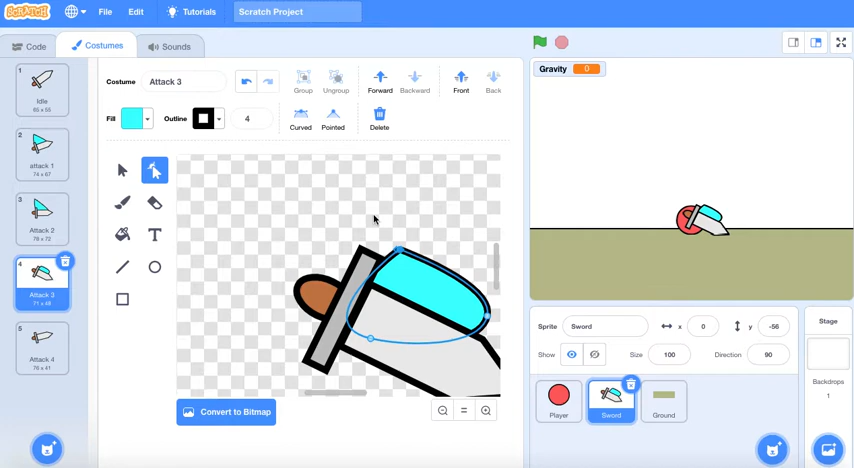 SCRATCH File Edit Tutorials Scratch Project
Code Costumes Sounds
Costume Attack 3 Group Ungroup Forward Backward Front Back
Fill Outline 4 Curved Pointed Delete
1
Idle
65 x 55
2
attack 1
74 x 67
3
Attack 2
78 x 72
4
Attack 3
71 x 48
5
Attack 4
76 x 41
T
Convert to Bitmap
Gravity 0
Sprite Sword x 0 y -56
Show Size 100 Direction 90
Player
Sword
Ground
Stage
Backdrops
1